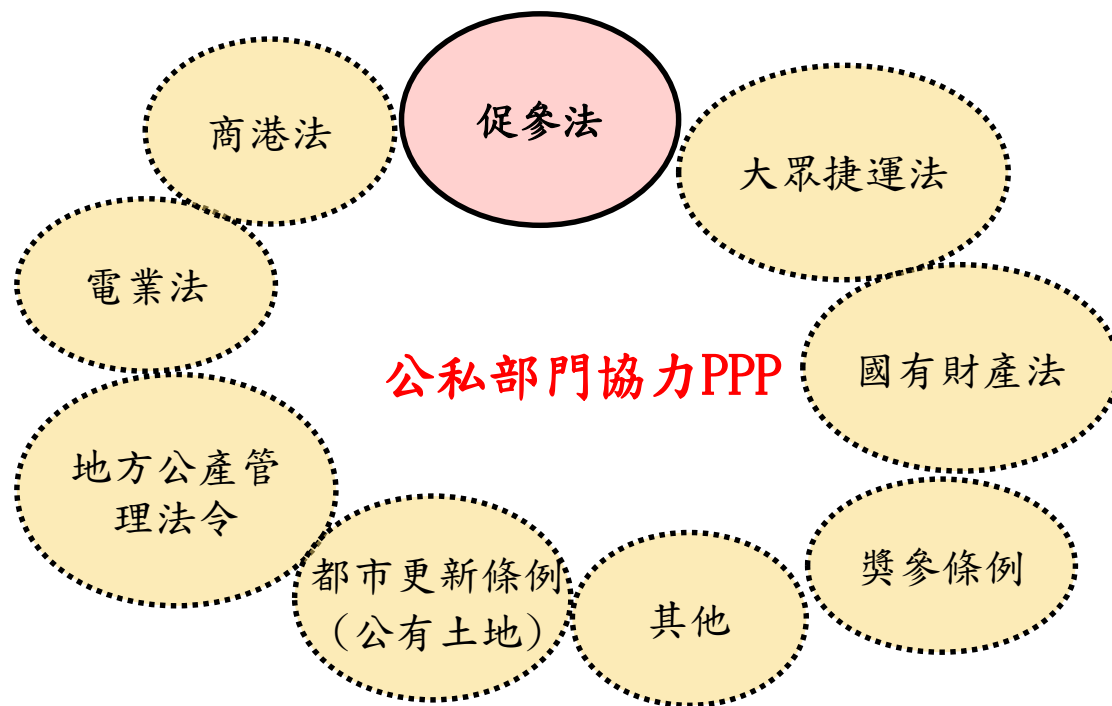 促參法
商港法
大眾捷運法
電業法
公私部門協力PPP
國有財產法
地方公產管
理法令
獎參條例
都市更新條例
（公有土地）
其他